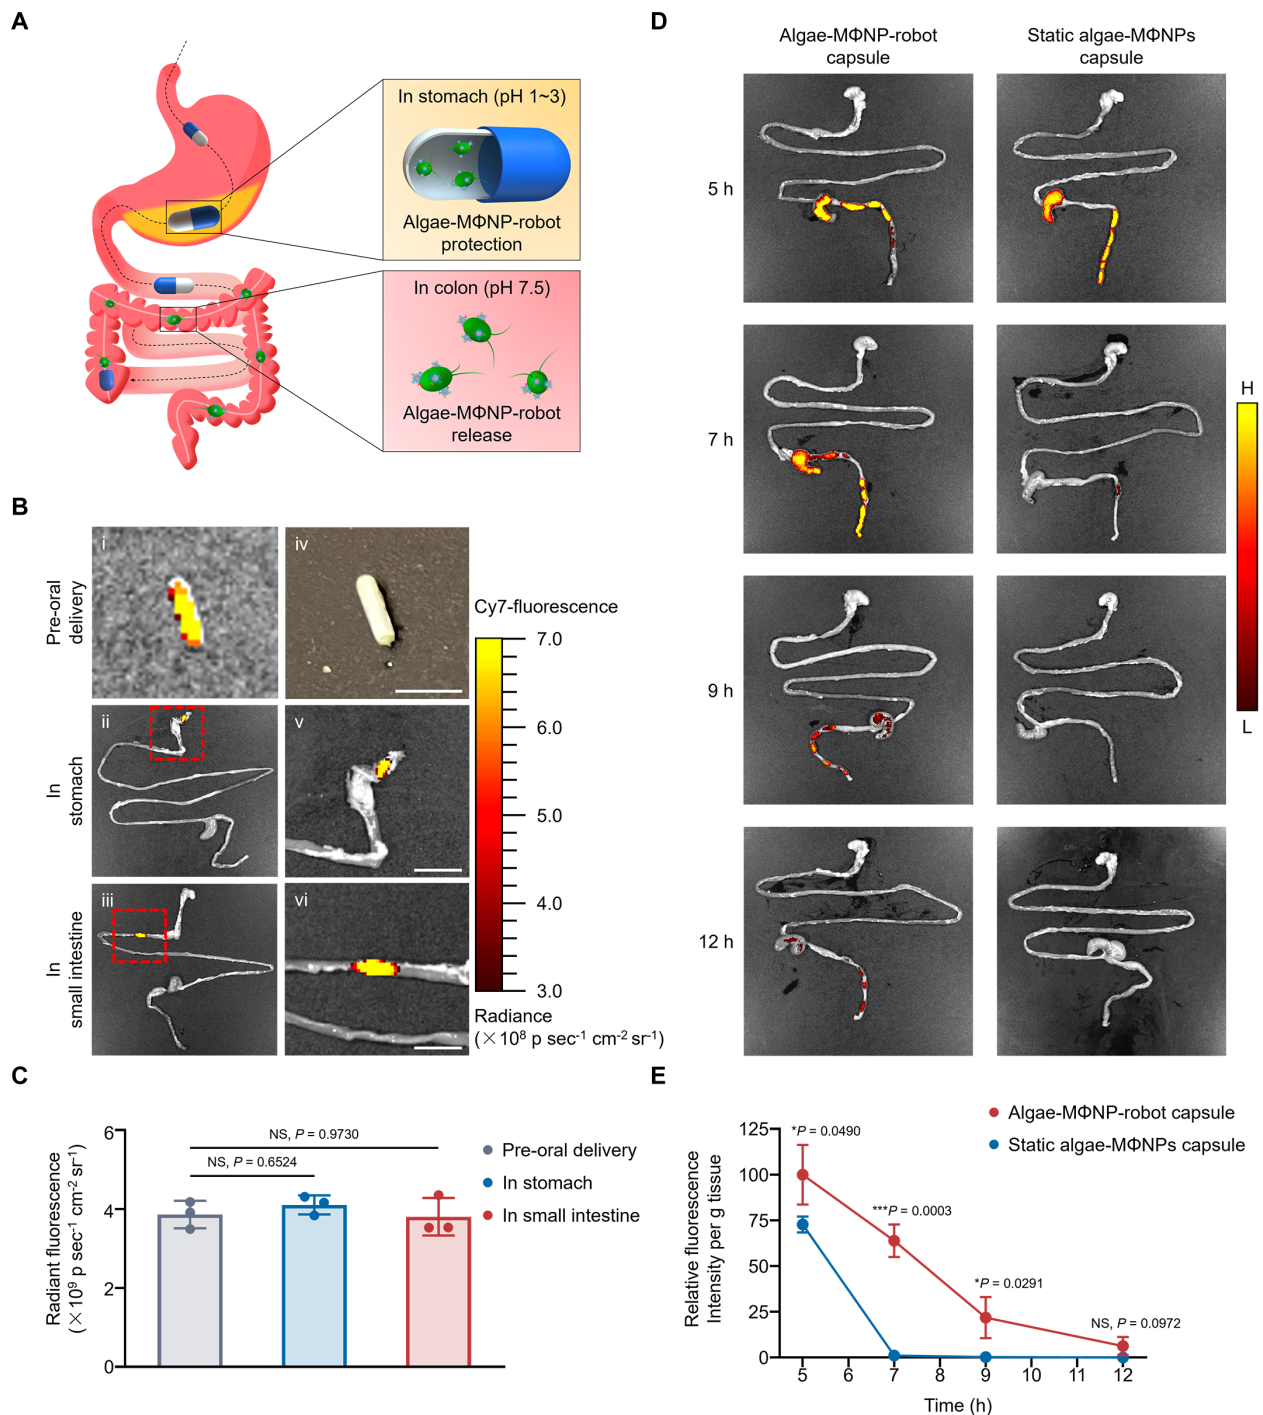 A
In stomach (pH 1~3)
Algae-MΦNP-robot
protection
In colon (pH 7.5)
Algae-MΦNP-robot
release
B
Pre-oral
delivery
In
stomach
In
small intestine
i
iv
ii
v
iii
vi
Cy7-fluorescence
7.0
6.0
5.0
4.0
3.0
Radiance
(×10⁸ p sec⁻¹ cm⁻² sr⁻¹)
C
Radiant fluorescence
(×10⁹ p sec⁻¹ cm⁻² sr⁻¹)
6
4
2
0
NS, P = 0.9730
NS, P = 0.6524
Pre-oral delivery
In stomach
In small intestine
D
Algae-MΦNP-robot
capsule
Static algae-MΦNPs
capsule
5 h
7 h
9 h
12 h
H
L
E
Algae-MΦNP-robot capsule
Static algae-MΦNPs capsule
Relative fluorescence
Intensity per g tissue
125
100
75
50
25
0
*P = 0.0490
***P = 0.0003
*P = 0.0291
NS, P = 0.0972
5 6 7 8 9 10 11 12
Time (h)